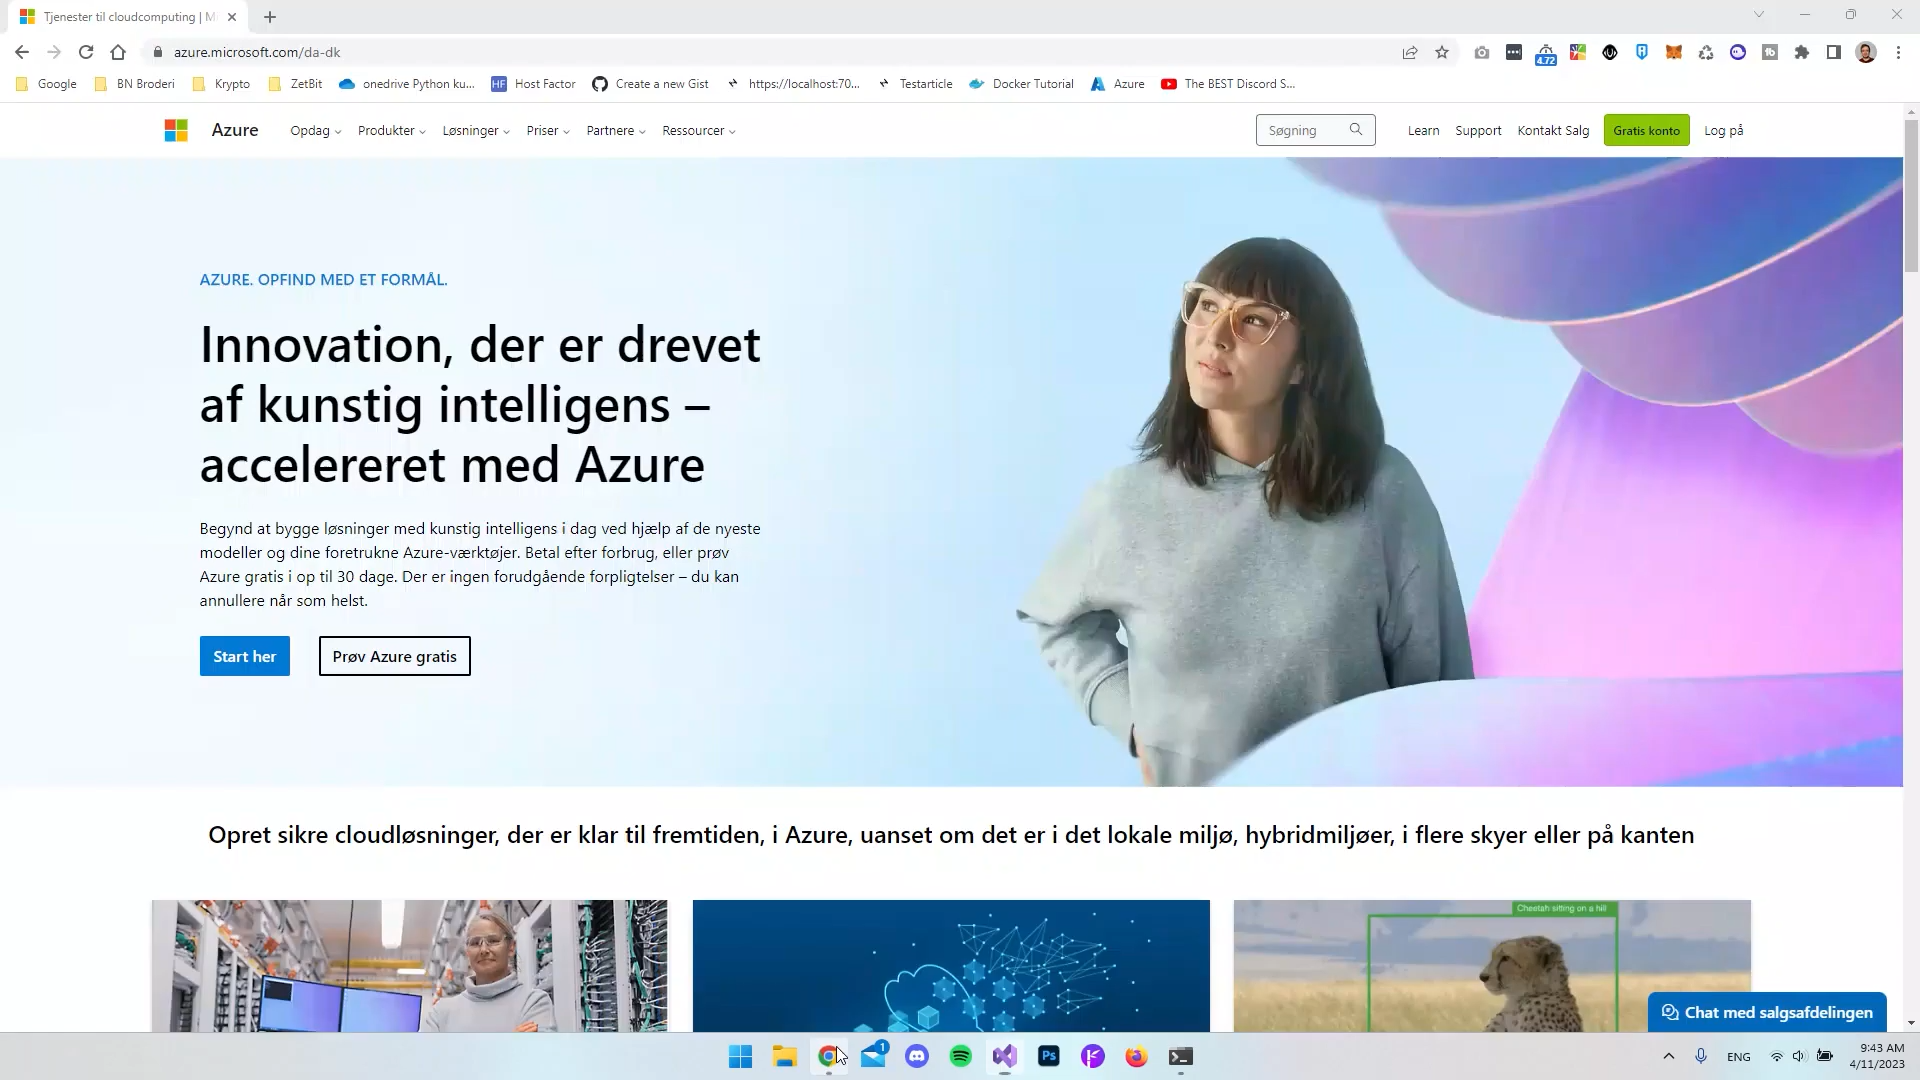 Tjenester til cloudcomputing | M
azure.microsoft.com/da-dk
4.72
Google
BN Broderi
Krypto
ZetBit
onedrive Python ku...
HF Host Factor
Create a new Gist
https://localhost:70...
Testarticle
Docker Tutorial
Azure
The BEST Discord S...
Azure
Opdag
Produkter
Løsninger
Priser
Partnere
Ressourcer
Søgning
Learn
Support
Kontakt Salg
Gratis konto
Log på
AZURE. OPFIND MED ET FORMÅL.
Innovation, der er drevet
af kunstig intelligens –
accelereret med Azure
Begynd at bygge løsninger med kunstig intelligens i dag ved hjælp af de nyeste
modeller og dine foretrukne Azure-værktøjer. Betal efter forbrug, eller prøv
Azure gratis i op til 30 dage. Der er ingen forudgående forpligtelser – du kan
annullere når som helst.
Start her
Prøv Azure gratis
Opret sikre cloudløsninger, der er klar til fremtiden, i Azure, uanset om det er i det lokale miljø, hybridmiljøer, i flere skyer eller på kanten
Cheetah sitting on a hill
Chat med salgsafdelingen
1
Ps
ENG
9:43 AM
4/11/2023